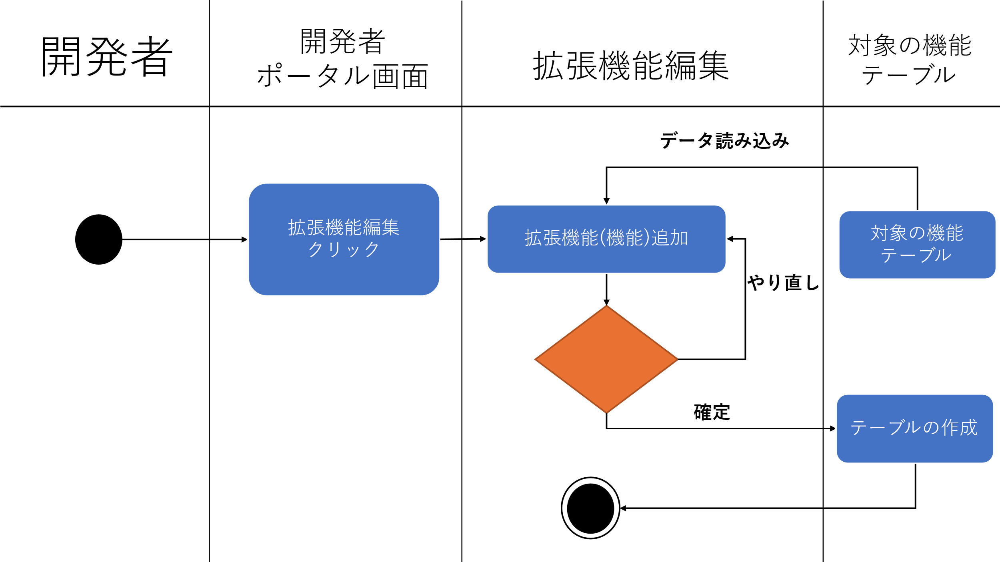 開発者
開発者
ポータル画面
拡張機能編集
対象の機能
テーブル
データ読み込み
拡張機能編集
クリック
拡張機能(機能)追加
対象の機能
テーブル
やり直し
確定
テーブルの作成